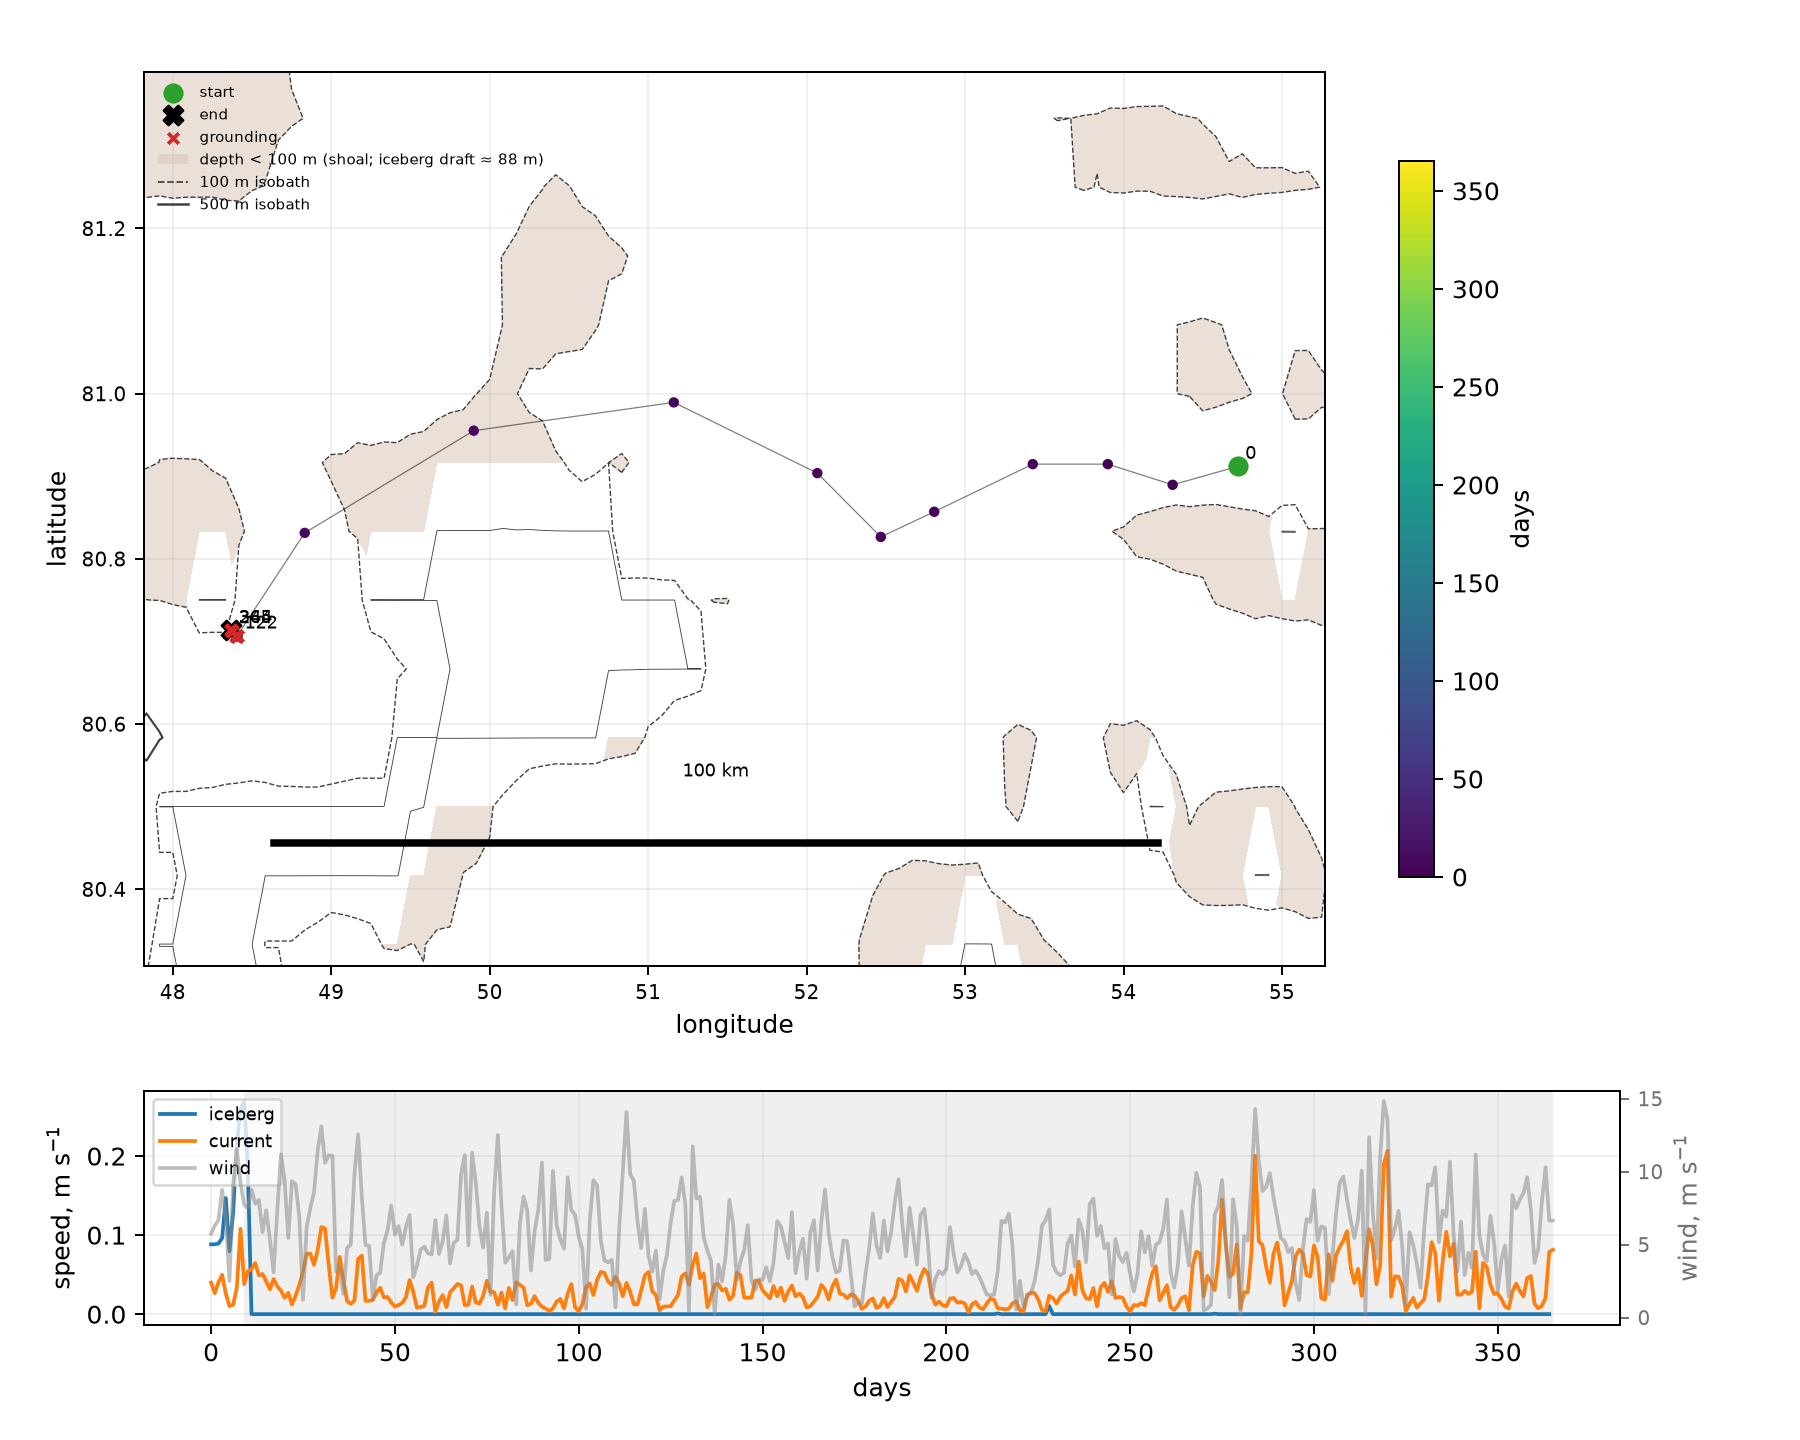 start
end
grounding
depth < 100 m (shoal; iceberg draft ≈ 88 m)
100 m isobath
500 m isobath
0
122
365
100 km
81.2
81.0
80.8
80.6
80.4
latitude
48 49 50 51 52 53 54 55
longitude
350
300
250
200
150
100
50
0
days
iceberg
current
wind
0.2
0.1
0.0
speed, m s⁻¹
15
10
5
0
wind, m s⁻¹
0 50 100 150 200 250 300 350
days